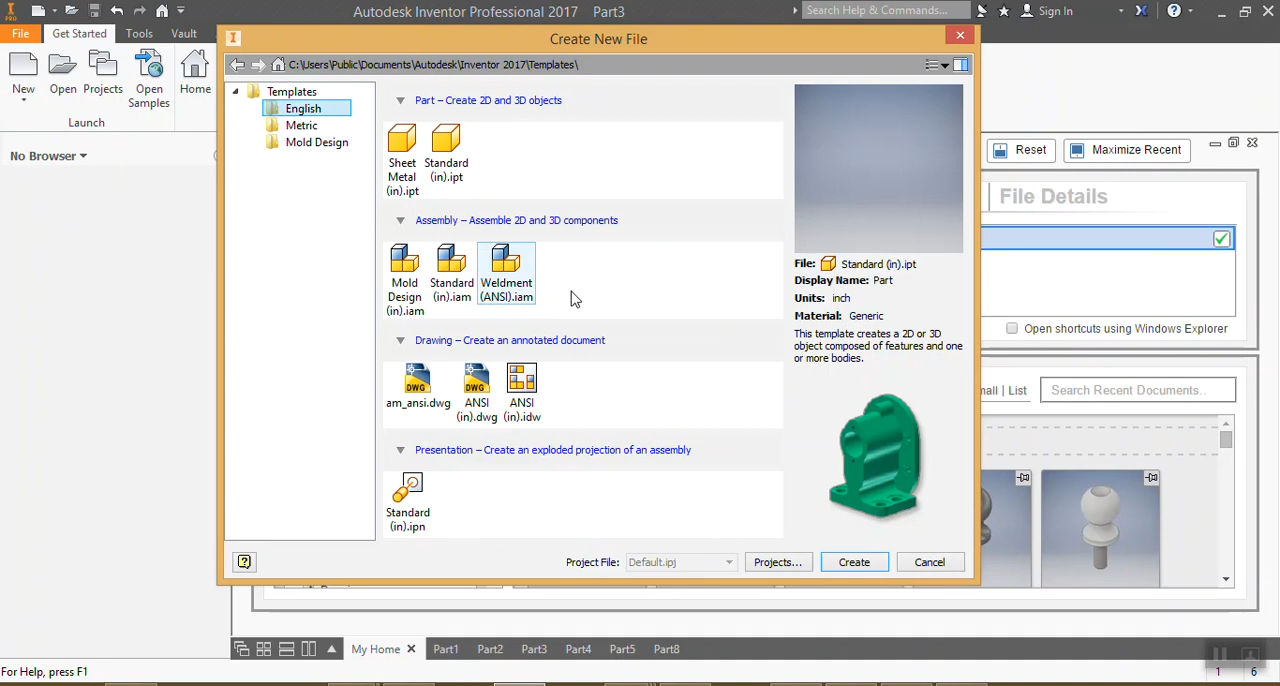 Autodesk Inventor Professional 2017 Part3
Search Help & Commands...
Sign In
PRO
File Get Started Tools Vault
New Open Projects Open Samples Home
Launch
No Browser
Create New File
C:\Users\Public\Documents\Autodesk\Inventor 2017\Templates\
Templates
English
Metric
Mold Design
Part – Create 2D and 3D objects
Sheet Metal (in).ipt
Standard (in).ipt
Assembly – Assemble 2D and 3D components
Mold Design (in).iam
Standard (in).iam
Weldment (ANSI).iam
Drawing – Create an annotated document
DWG
am_ansi.dwg
DWG
ANSI (in).dwg
ANSI (in).idw
Presentation – Create an exploded projection of an assembly
Standard (in).ipn
File: Standard (in).ipt
Display Name: Part
Units: inch
Material: Generic
This template creates a 2D or 3D
object composed of features and one
or more bodies.
Project File: Default.ipj Projects... Create Cancel
Reset Maximize Recent
File Details
Open shortcuts using Windows Explorer
List
Search Recent Documents..
My Home Part1 Part2 Part3 Part4 Part5 Part8
For Help, press F1
1 6